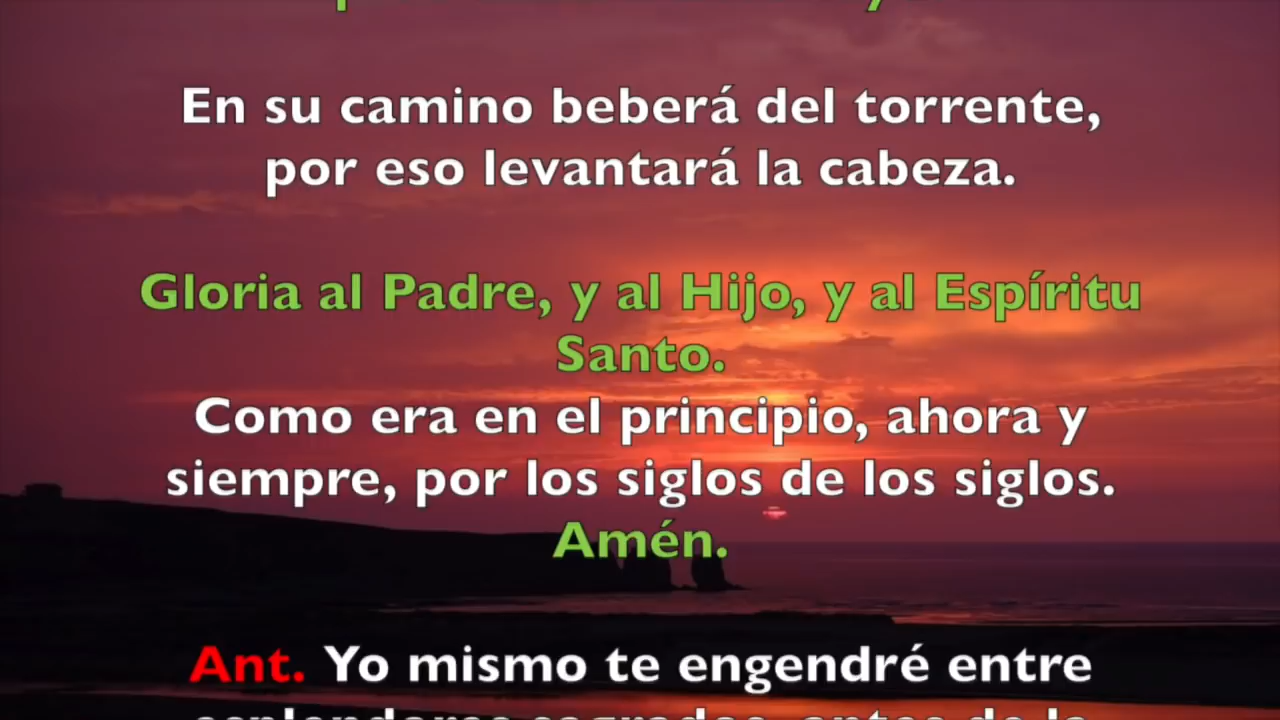 En su camino beberá del torrente,
por eso levantará la cabeza.
Gloria al Padre, y al Hijo, y al Espíritu
Santo.
Como era en el principio, ahora y
siempre, por los siglos de los siglos.
Amén.
Ant. Yo mismo te engendré entre